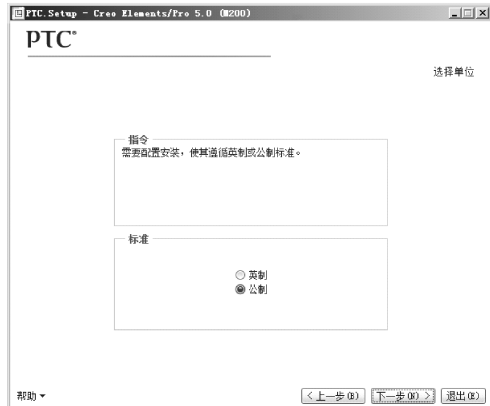 PTC.Setup - Creo Elements/Pro 5.0 (M200)
PTC®
选择单位
指令
需要配置安装，使其遵循英制或公制标准。
标准
英制
公制
帮助
<上一步(B)
下一步(N) >
退出(E)